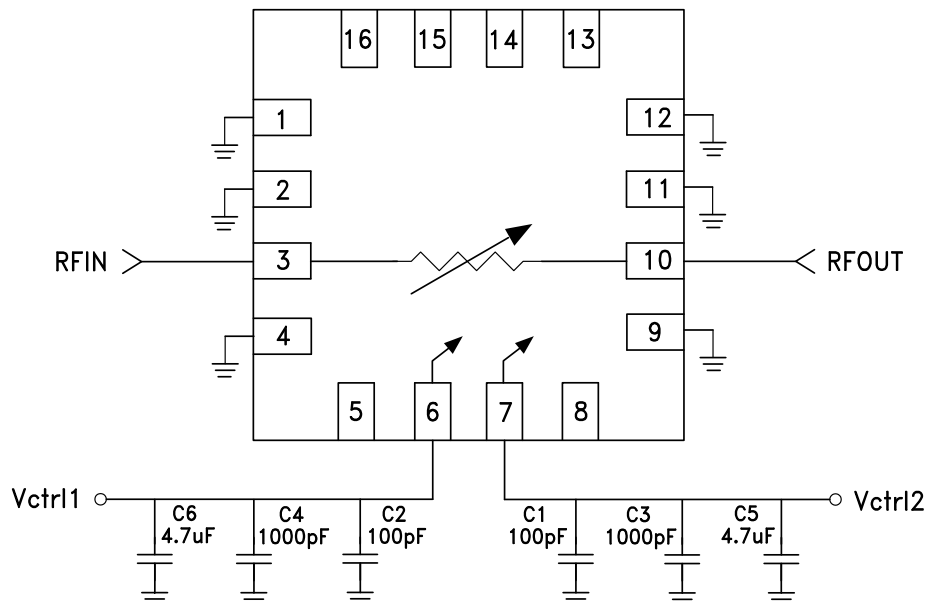 16 15 14 13
1 12
2 11
RFIN 3 10 RFOUT
4 9
5 6 7 8
Vctrl1 Vctrl2
C6 C4 C2 C1 C3 C5
4.7uF 1000pF 100pF 100pF 1000pF 4.7uF